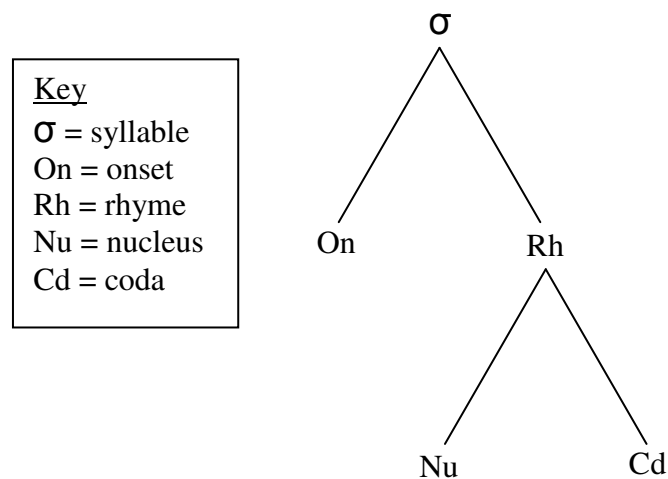 σ
Key
σ = syllable
On = onset
Rh = rhyme
Nu = nucleus
Cd = coda
On Rh
Nu Cd